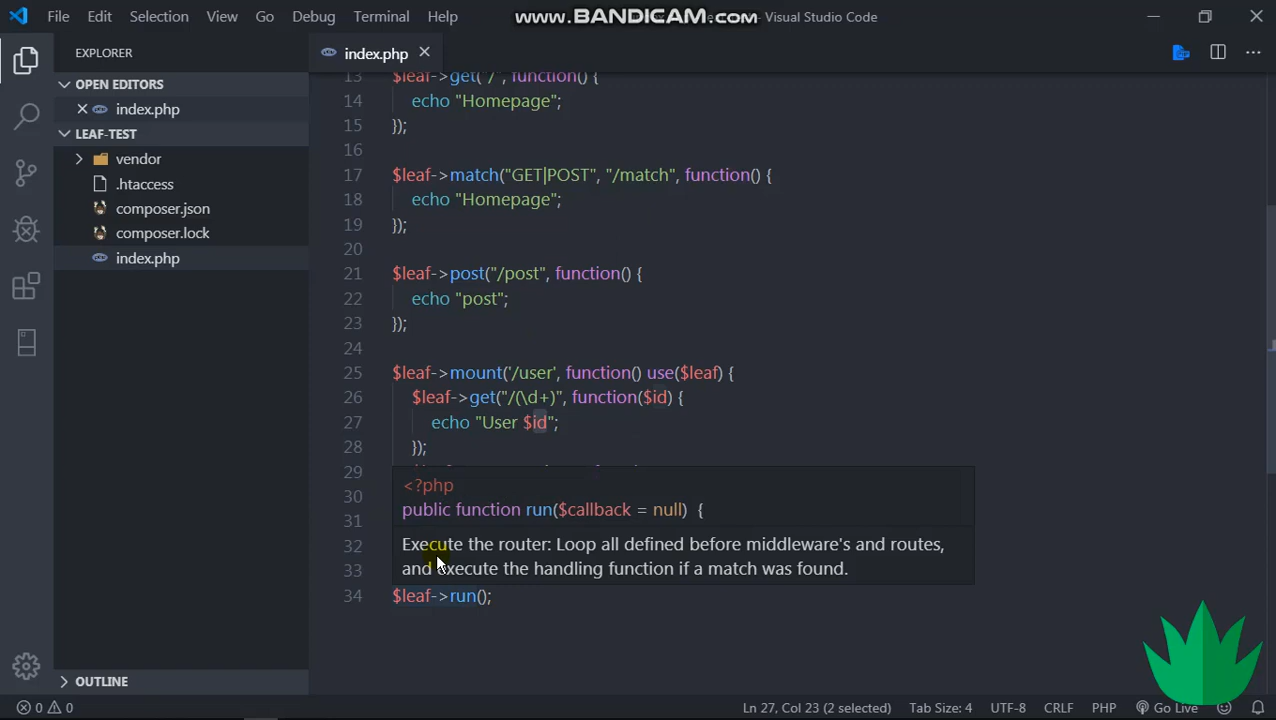 File Edit Selection View Go Debug Terminal Help
www.BANDICAM.com
Visual Studio Code
EXPLORER
index.php
OPEN EDITORS
index.php
LEAF-TEST
vendor
.htaccess
composer.json
composer.lock
index.php
OUTLINE
13 $leaf->get("/", function() {
14 echo "Homepage";
15 });
16
17 $leaf->match("GET|POST", "/match", function() {
18 echo "Homepage";
19 });
20
21 $leaf->post("/post", function() {
22 echo "post";
23 });
24
25 $leaf->mount('/user', function() use($leaf) {
26 $leaf->get("/(\d+)", function($id) {
27 echo "User $id";
28 });
29
30
31
32
33
<?php
public function run($callback = null) {
Execute the router: Loop all defined before middleware's and routes,
and execute the handling function if a match was found.
34 $leaf->run();
0 0
Ln 27, Col 23 (2 selected) Tab Size: 4 UTF-8 CRLF PHP Go Live